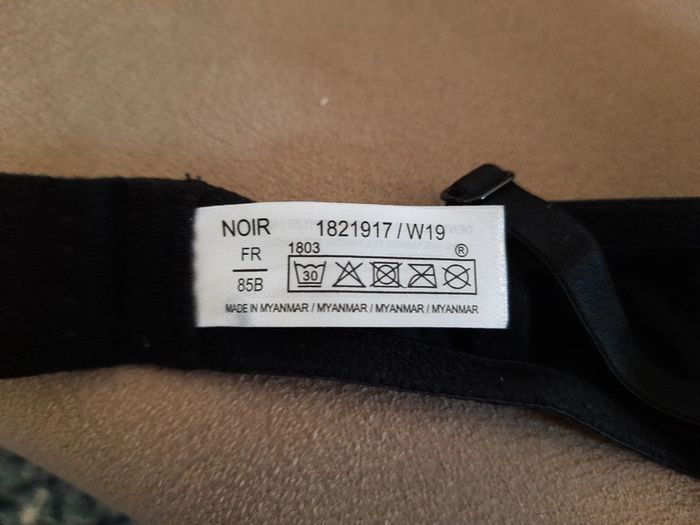 NOIR 1821917/W19
FR 1803 ®
85B 30
MADE IN MYANMAR / MYANMAR / MYANMAR / MYANMAR